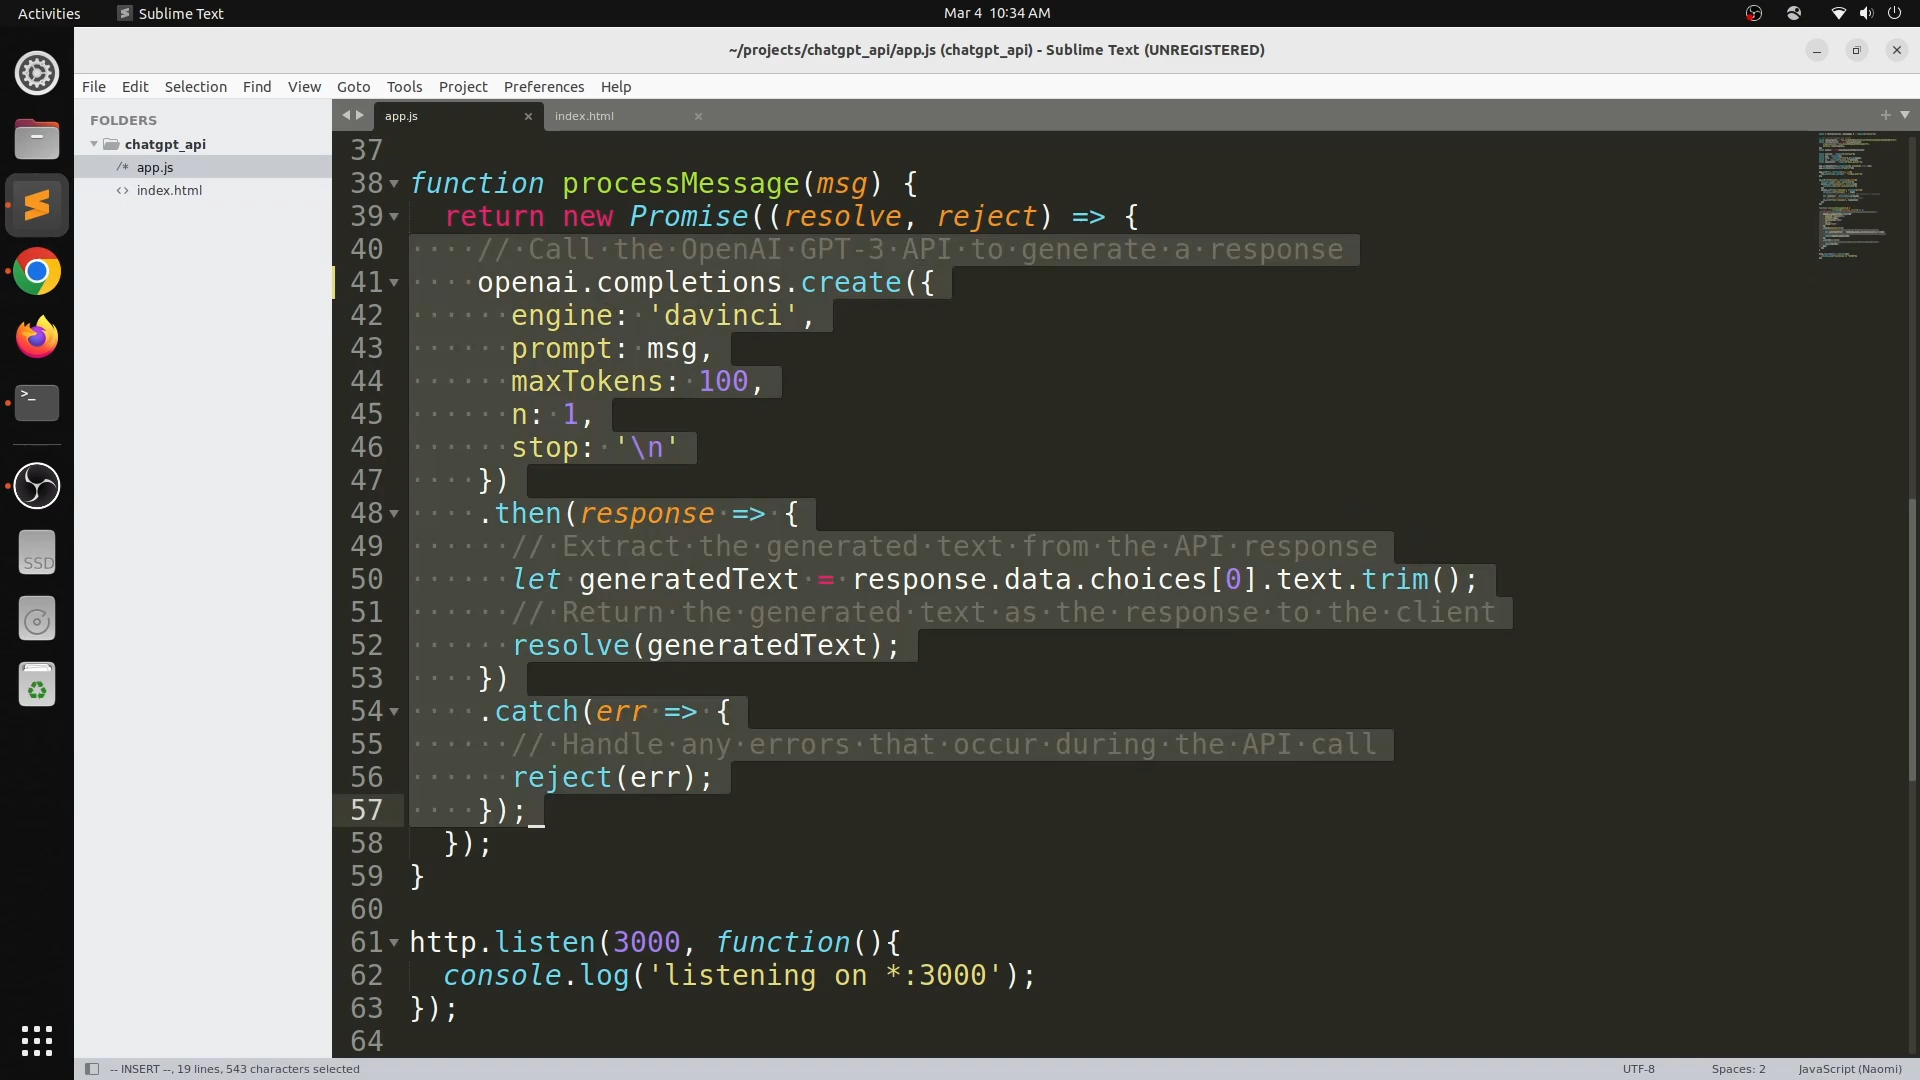 Activities
Sublime Text
Mar 4 10:34 AM
~/projects/chatgpt_api/app.js (chatgpt_api) - Sublime Text (UNREGISTERED)
File Edit Selection Find View Goto Tools Project Preferences Help
FOLDERS
chatgpt_api
/* app.js
<> index.html
app.js
index.html
37
38 function processMessage(msg) {
39 return new Promise((resolve, reject) => {
40 // Call the OpenAI GPT-3 API to generate a response
41 openai.completions.create({
42 engine: 'davinci',
43 prompt: msg,
44 maxTokens: 100,
45 n: 1,
46 stop: '\n'
47 })
48 .then(response => {
49 // Extract the generated text from the API response
50 let generatedText = response.data.choices[0].text.trim();
51 // Return the generated text as the response to the client
52 resolve(generatedText);
53 })
54 .catch(err => {
55 // Handle any errors that occur during the API call
56 reject(err);
57 });
58 });
59 }
60
61 http.listen(3000, function(){
62 console.log('listening on *:3000');
63 });
64
SSD
-- INSERT --, 19 lines, 543 characters selected
UTF-8
Spaces: 2
JavaScript (Naomi)